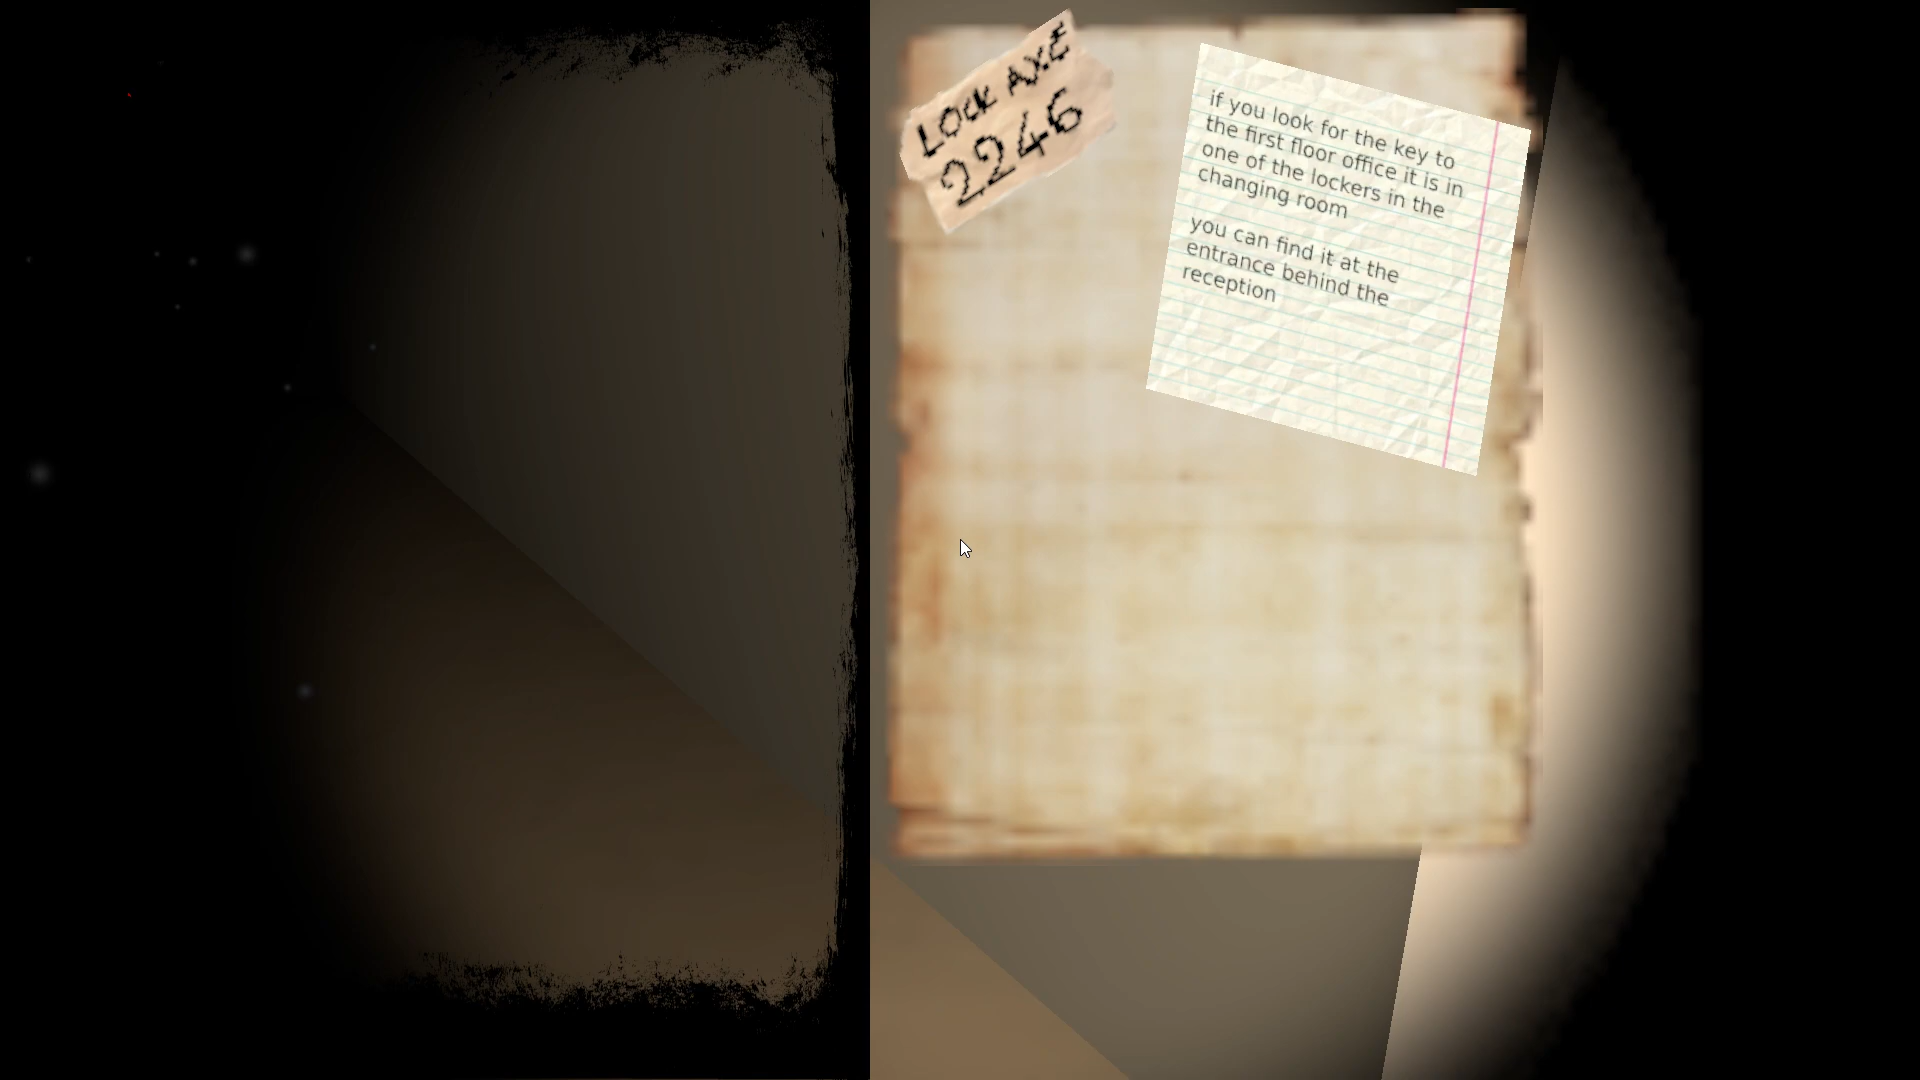 LOCK AXE
2246
if you look for the key to
the first floor office it is in
one of the lockers in the
changing room
you can find it at the
entrance behind the
reception